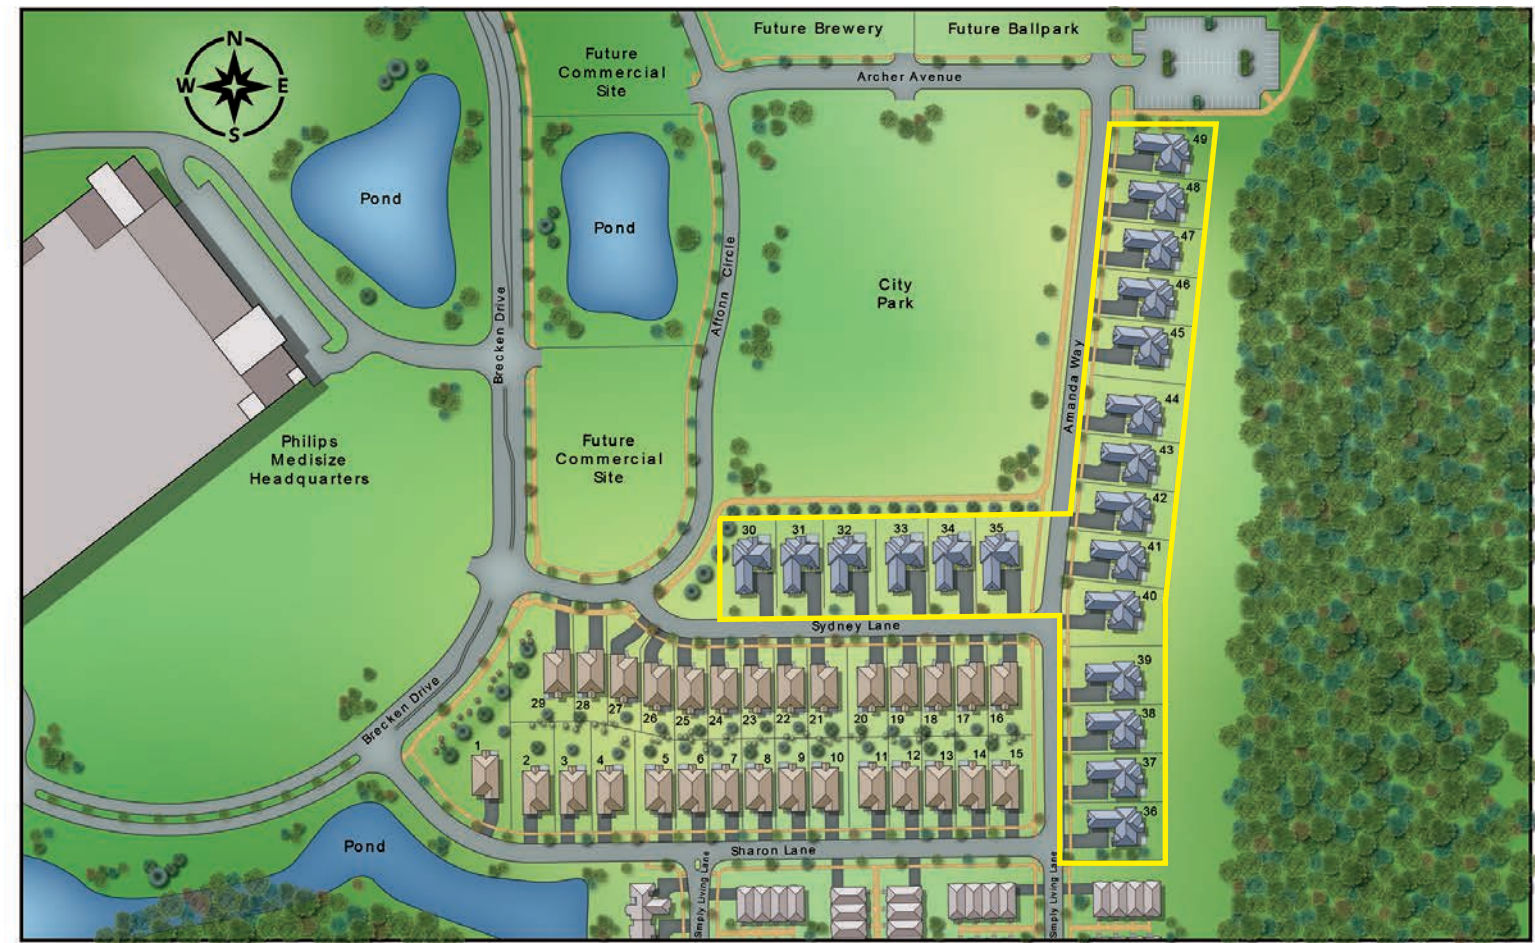 Future Brewery
Future Ballpark
N
W E
S
Future
Commercial
Site
Archer Avenue
Pond
Pond
City
Park
Brecken Drive
Aftonn Circle
Amanda Way
49
48
47
46
45
44
43
42
41
40
39
38
37
36
Philips
Medisize
Headquarters
Future
Commercial
Site
30 31 32 33 34 35
Sydney Lane
29 28 27 26 25 24 23 22 21 20 19 18 17 16
Brecken Drive
1 2 3 4 5 6 7 8 9 10 11 12 13 14 15
Pond
Sharon Lane
Simply Living Lane
Simply Living Lane